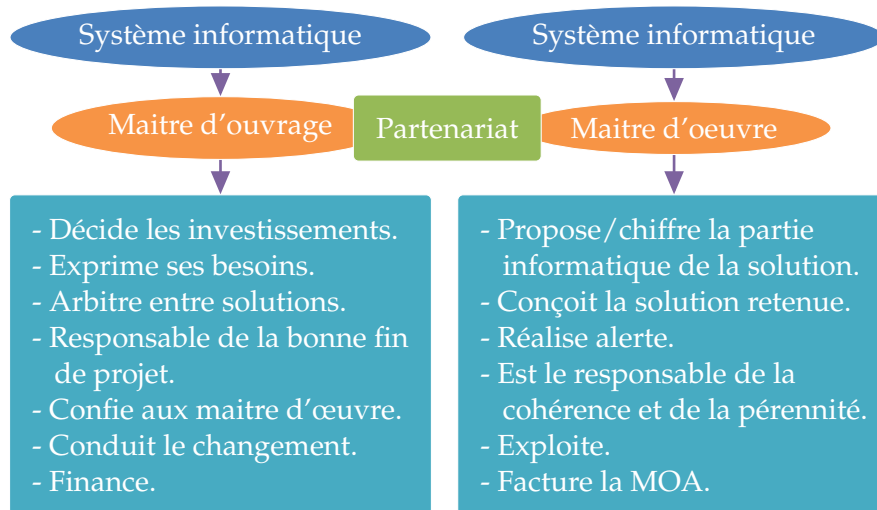 Système informatique
Système informatique
Maitre d'ouvrage
Partenariat
Maitre d'oeuvre
- Décide les investissements.
- Exprime ses besoins.
- Arbitre entre solutions.
- Responsable de la bonne fin
de projet.
- Confie aux maitre d'œuvre.
- Conduit le changement.
- Finance.
- Propose/chiffre la partie
informatique de la solution.
- Conçoit la solution retenue.
- Réalise alerte.
- Est le responsable de la
cohérence et de la pérennité.
- Exploite.
- Facture la MOA.